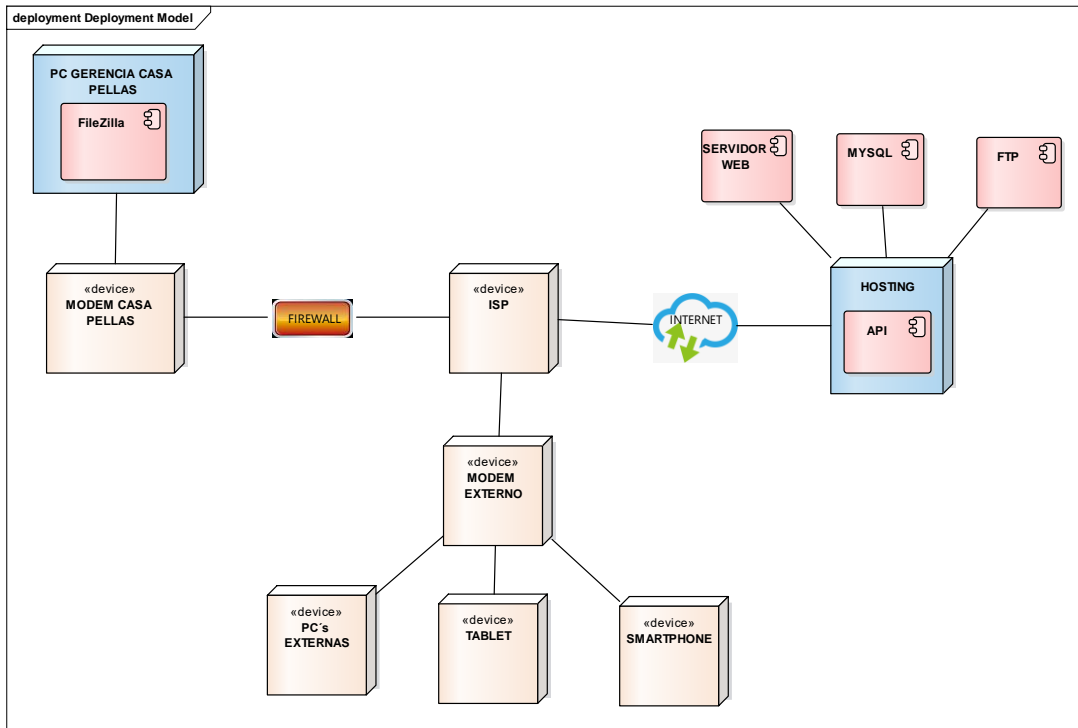 deployment Deployment Model
PC GERENCIA CASA
PELLAS
FileZilla
SERVIDOR
WEB
MYSQL
FTP
«device»
MODEM CASA
PELLAS
FIREWALL
«device»
ISP
INTERNET
HOSTING
API
«device»
MODEM
EXTERNO
«device»
PC´s
EXTERNAS
«device»
TABLET
«device»
SMARTPHONE